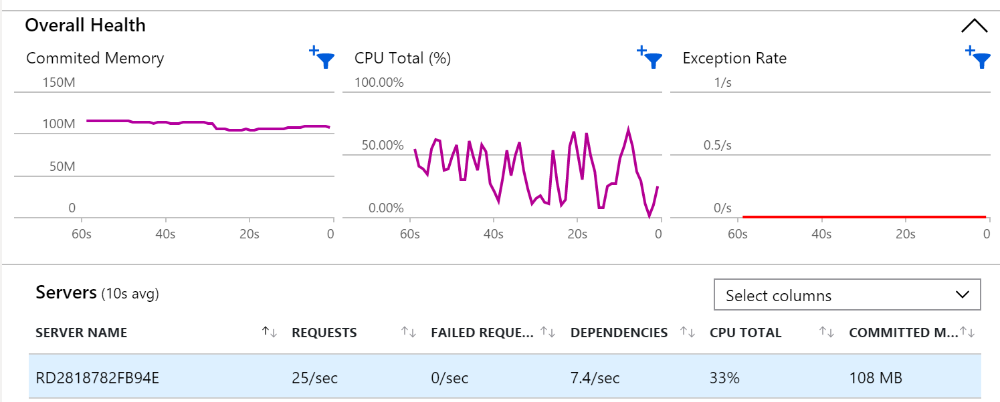 Overall Health
Commited Memory
150M
100M
50M
0
60s 40s 20s 0
CPU Total (%)
100.00%
50.00%
0.00%
60s 40s 20s 0
Exception Rate
1/s
0.5/s
0/s
60s 40s 20s 0
Servers (10s avg)
Select columns
SERVER NAME REQUESTS FAILED REQUE... DEPENDENCIES CPU TOTAL COMMITTED M...
RD2818782FB94E 25/sec 0/sec 7.4/sec 33% 108 MB